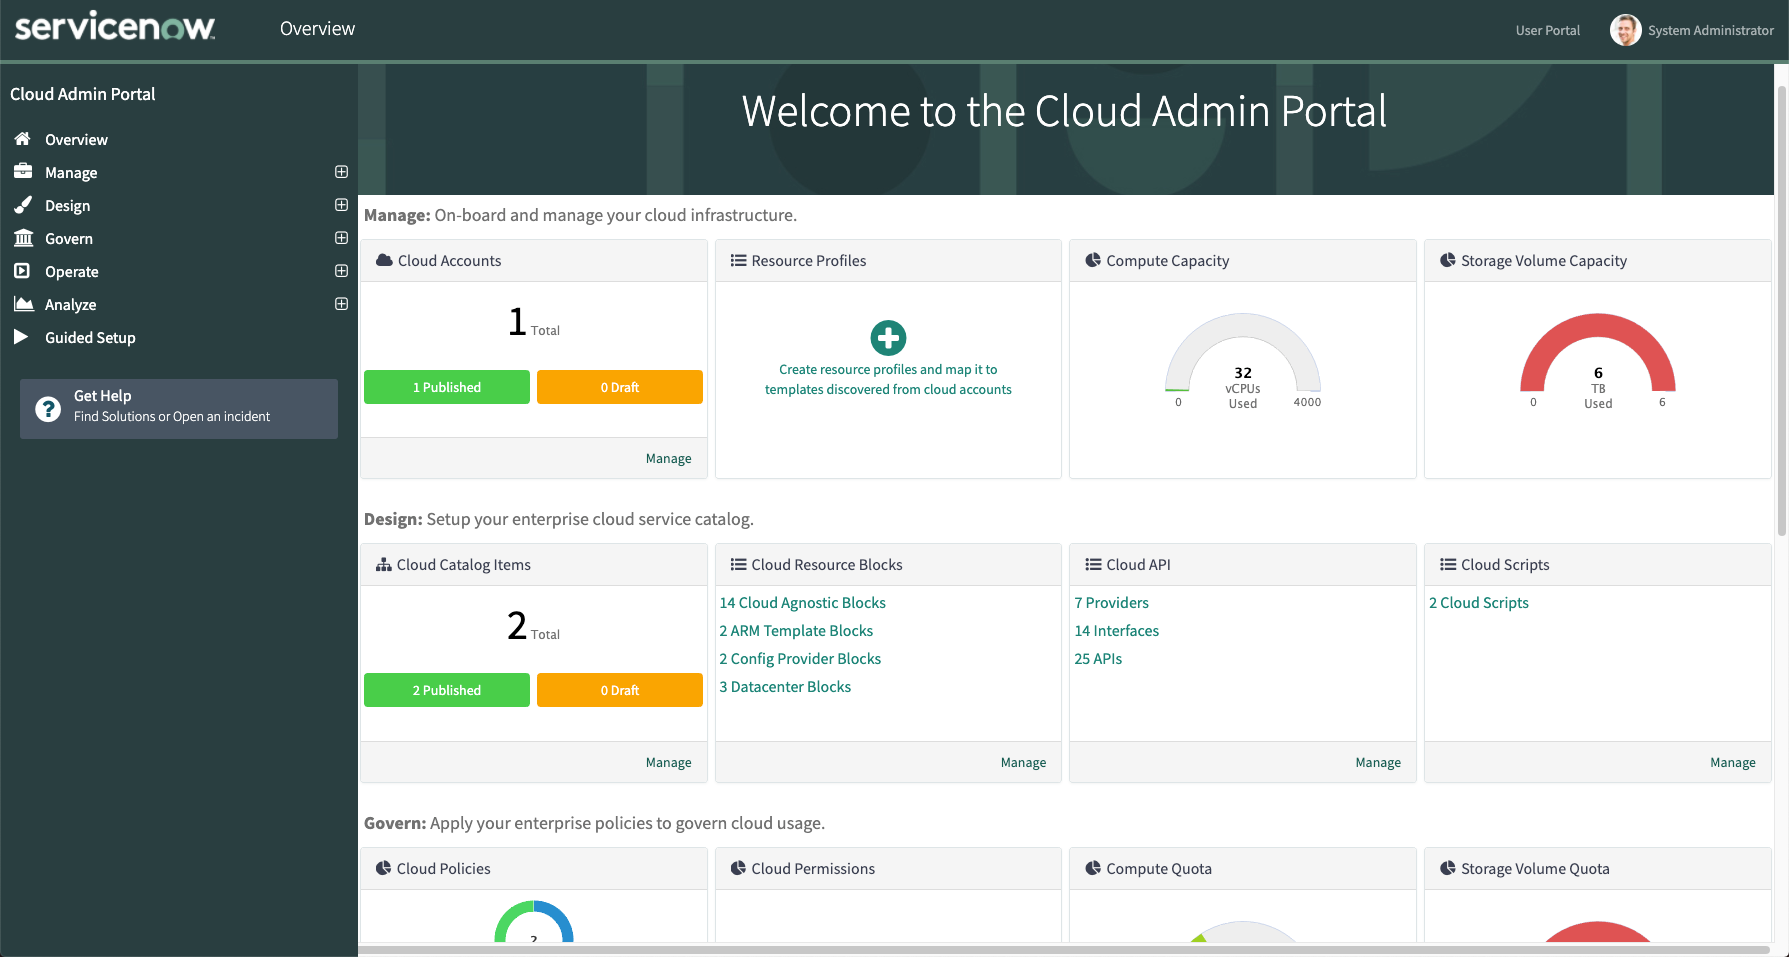 servicenow
Overview
User Portal
System Administrator
Cloud Admin Portal
Overview
Manage
Design
Govern
Operate
Analyze
Guided Setup
Get Help
Find Solutions or Open an incident
Welcome to the Cloud Admin Portal
Manage: On-board and manage your cloud infrastructure.
Cloud Accounts
1 Total
1 Published
0 Draft
Manage
Resource Profiles
Create resource profiles and map it to
templates discovered from cloud accounts
Compute Capacity
32
vCPUs
Used
0
4000
Storage Volume Capacity
6
TB
Used
0
6
Design: Setup your enterprise cloud service catalog.
Cloud Catalog Items
2 Total
2 Published
0 Draft
Manage
Cloud Resource Blocks
14 Cloud Agnostic Blocks
2 ARM Template Blocks
2 Config Provider Blocks
3 Datacenter Blocks
Manage
Cloud API
7 Providers
14 Interfaces
25 APIs
Manage
Cloud Scripts
2 Cloud Scripts
Manage
Govern: Apply your enterprise policies to govern cloud usage.
Cloud Policies
Cloud Permissions
Compute Quota
Storage Volume Quota